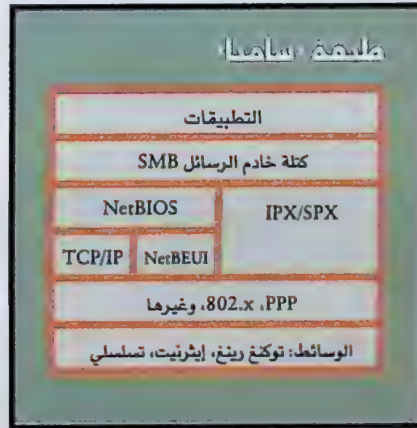 طبقة سامبا
التطبيقات
كتلة خادم الرسائل SMB
NetBIOS
IPX/SPX
TCP/IP
NetBEUI
PPP، 802.x، وغيرها
الوسائط: توكنغ رينغ، إيثرنيت، تسلسلي